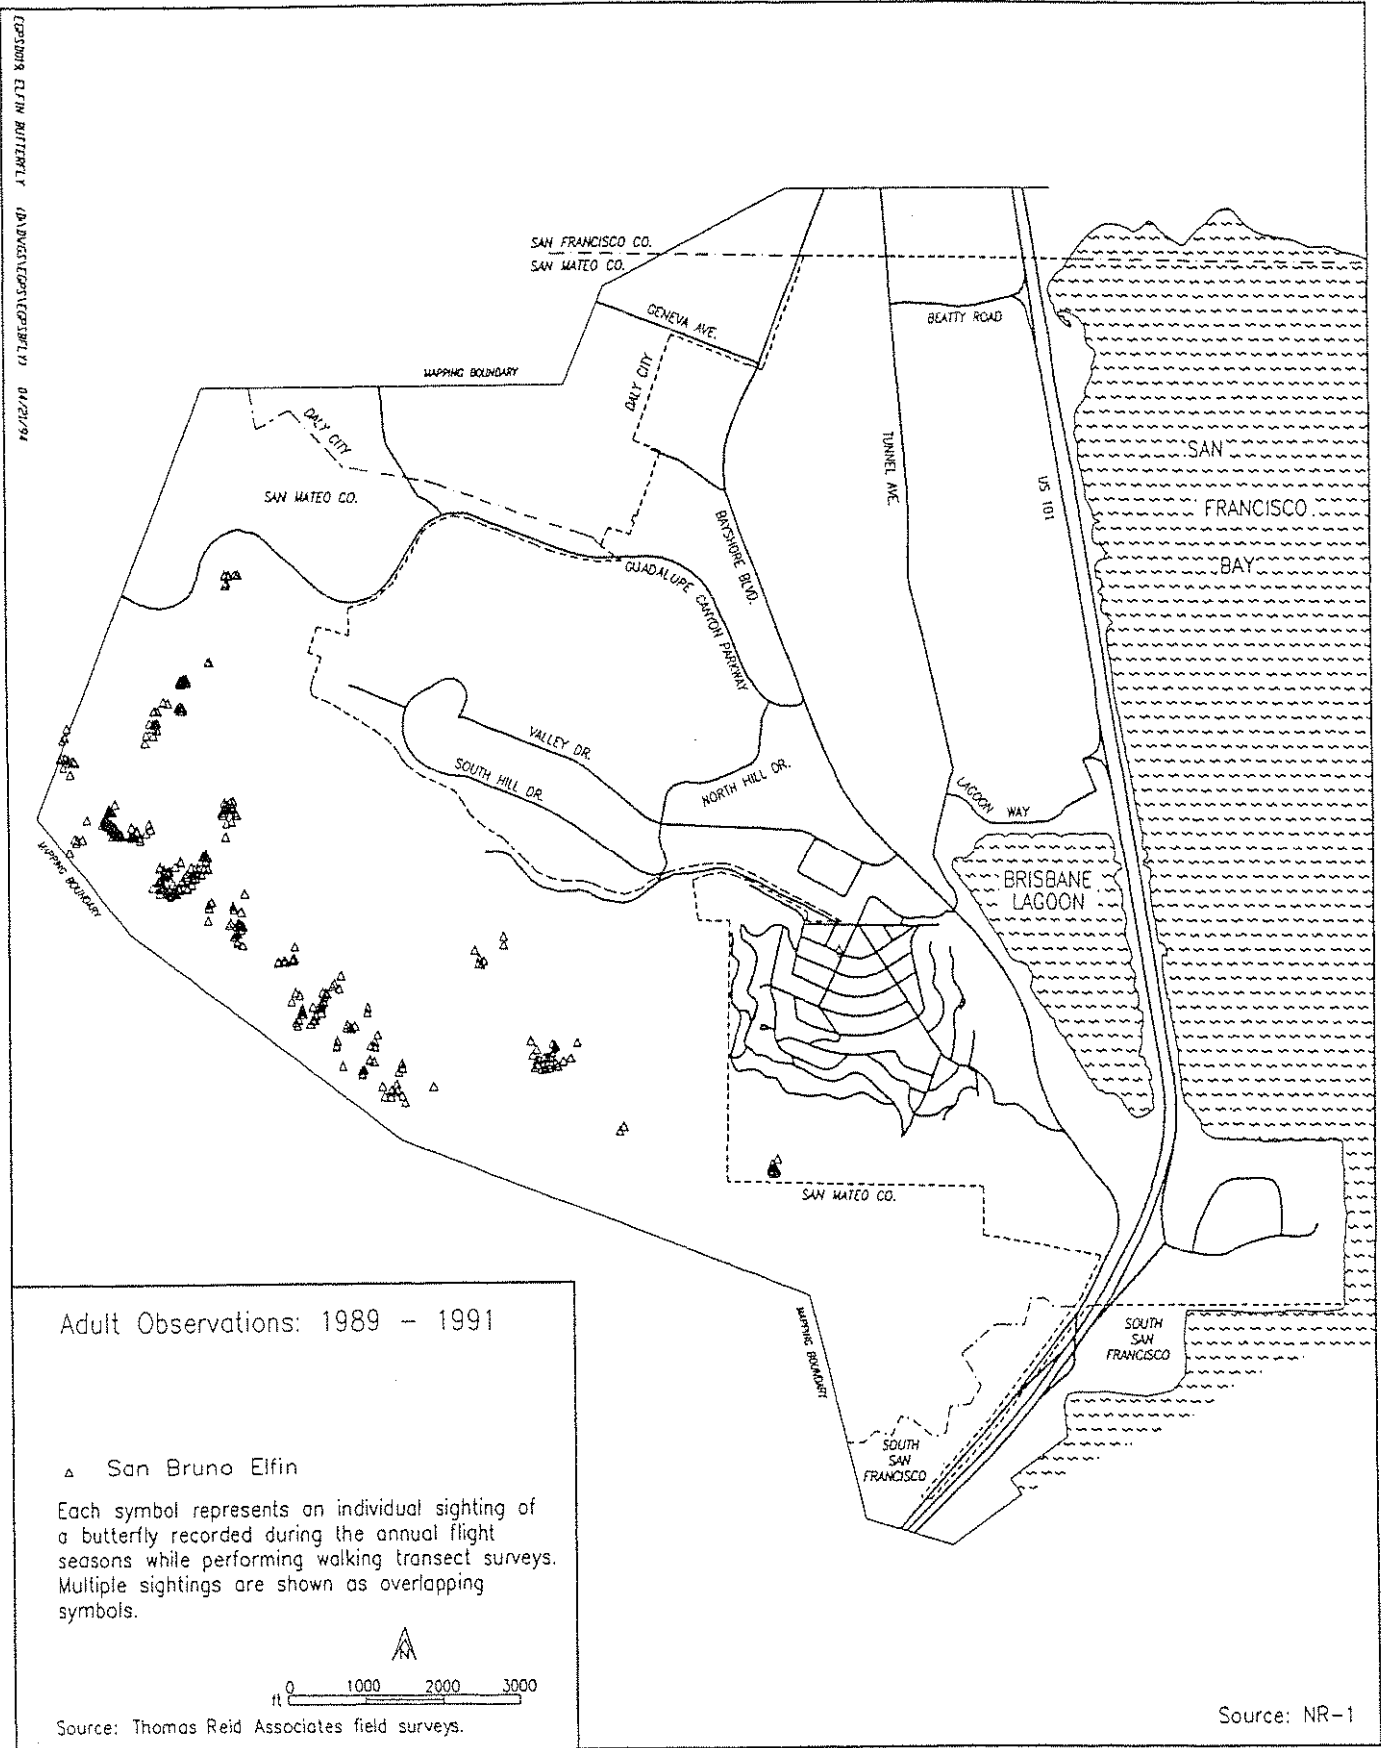 SAN FRANCISCO CO.
SAN MATEO CO.
GENEVA AVE.
BEATTY ROAD
MAPPING BOUNDARY
DALY CITY
DALY CITY
SAN MATEO CO.
TUNNEL AVE.
US 101
SAN
FRANCISCO
BAY
BAYSHORE BLVD.
GUADALUPE CANYON PARKWAY
VALLEY DR.
SOUTH HILL DR.
NORTH HILL DR.
LAGOON WAY
MAPPING BOUNDARY
BRISBANE
LAGOON
SAN MATEO CO.
MAPPING BOUNDARY
SOUTH
SAN
FRANCISCO
SOUTH
SAN
FRANCISCO
Adult Observations: 1989 - 1991
San Bruno Elfin
Each symbol represents an individual sighting of
a butterfly recorded during the annual flight
seasons while performing walking transect surveys.
Multiple sightings are shown as overlapping
symbols.
N
0 1000 2000 3000
ft
Source: Thomas Reid Associates field surveys.
Source: NR-1
ELFIN BUTTERFLY
04/21/94